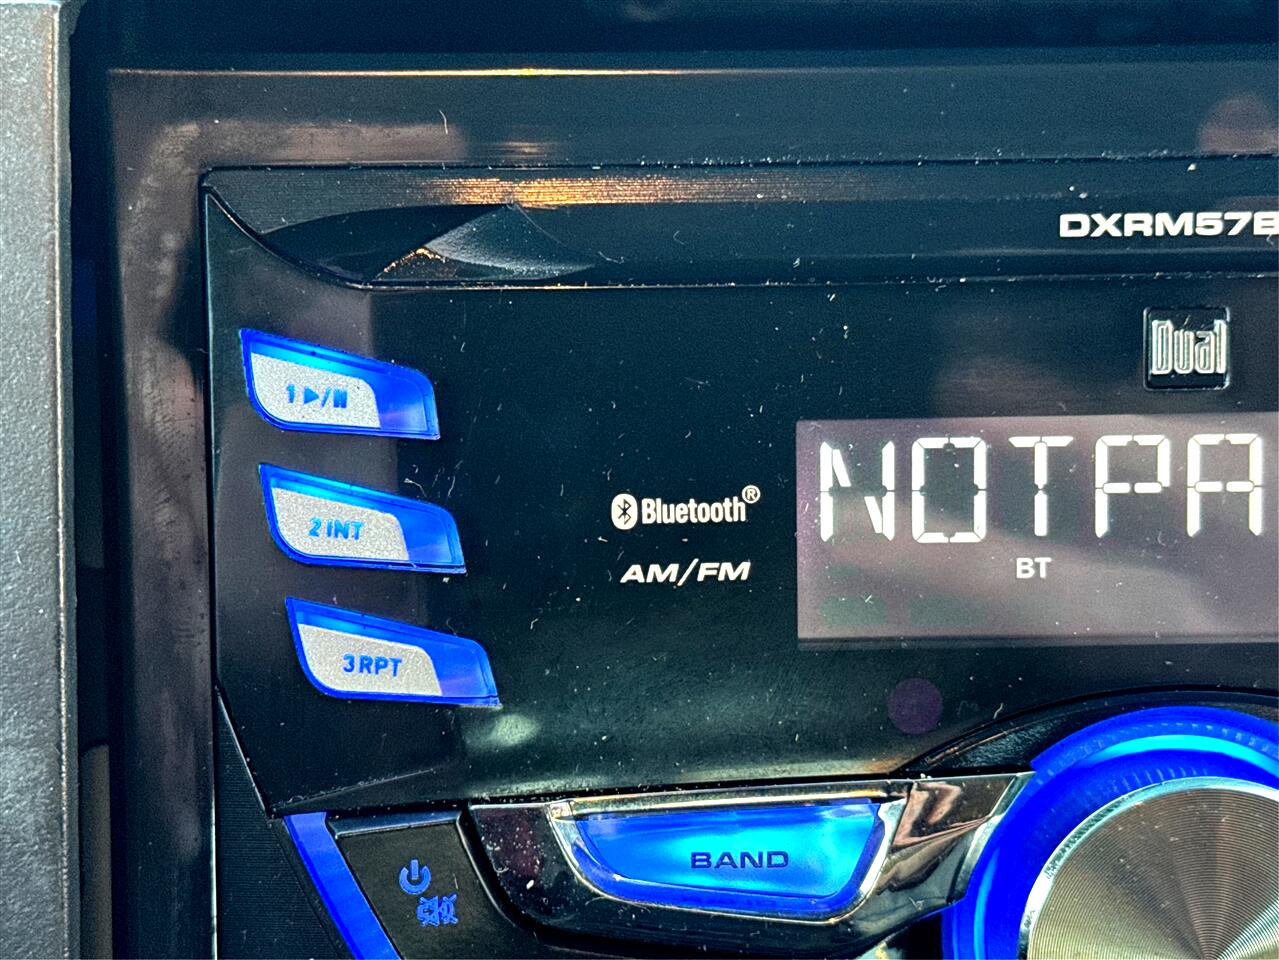 DXRM57B
Dual
1 ▶/II
NOTPA
2 INT
Bluetooth®
AM/FM
BT
3 RPT
BAND